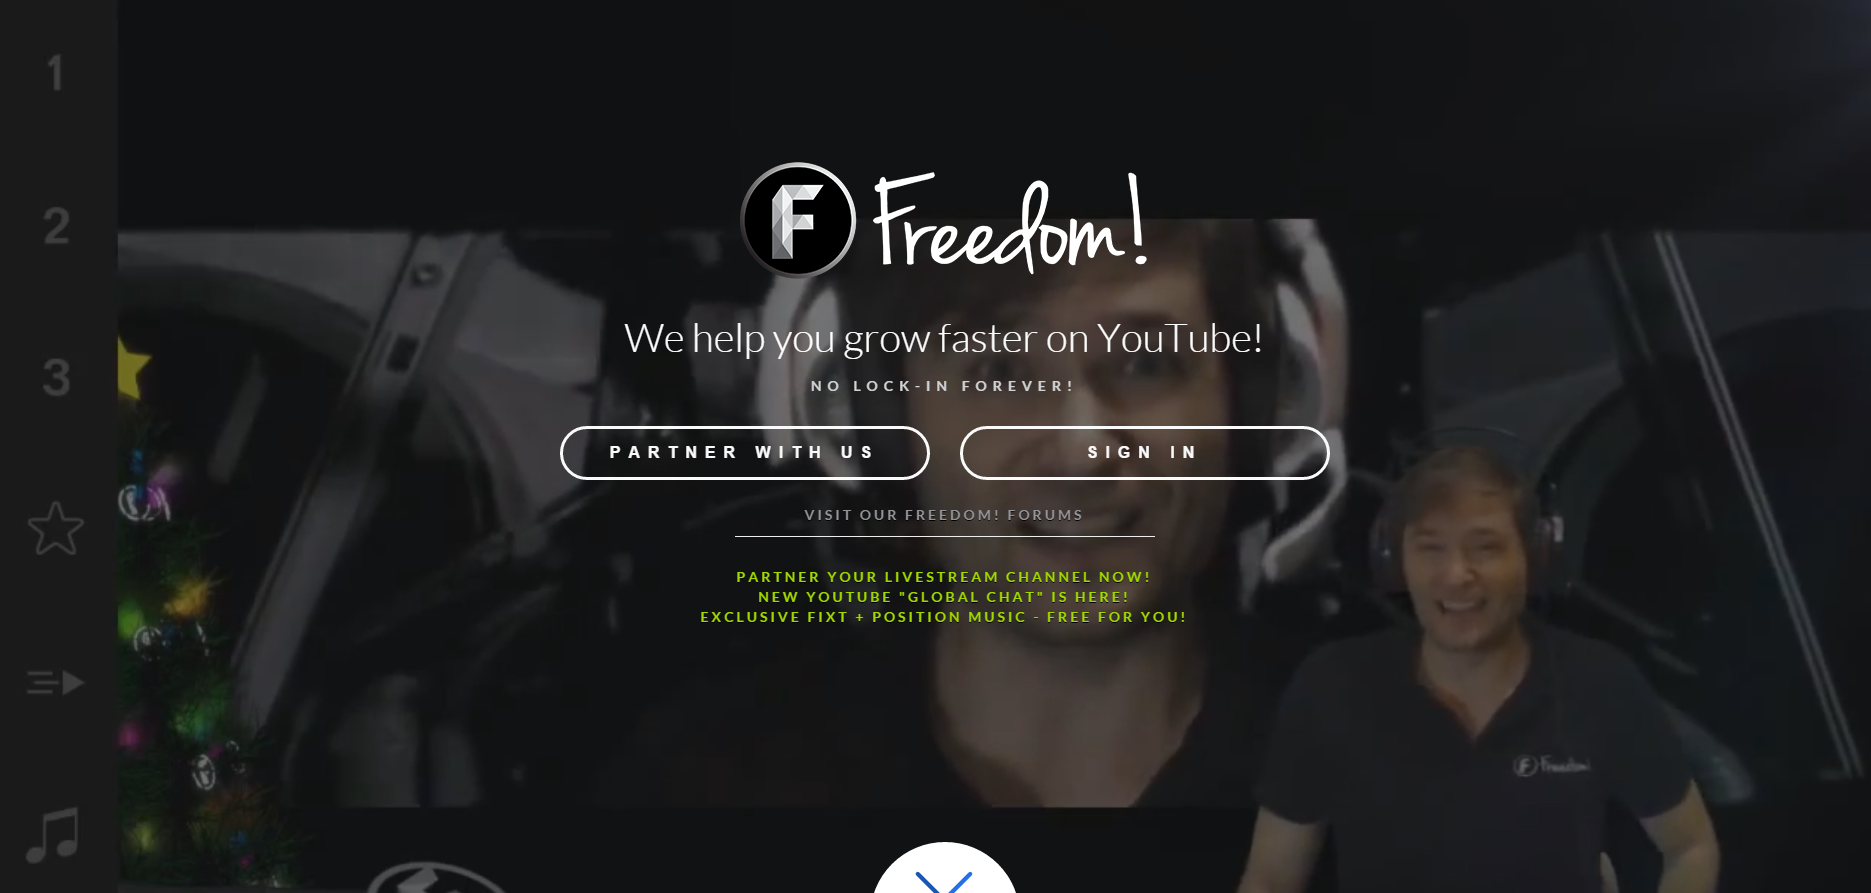 1
2
3
F Freedom!
We help you grow faster on YouTube!
NO LOCK-IN FOREVER!
PARTNER WITH US
SIGN IN
VISIT OUR FREEDOM! FORUMS
PARTNER YOUR LIVESTREAM CHANNEL NOW!
NEW YOUTUBE "GLOBAL CHAT" IS HERE!
EXCLUSIVE FIXT + POSITION MUSIC - FREE FOR YOU!
F Freedom!